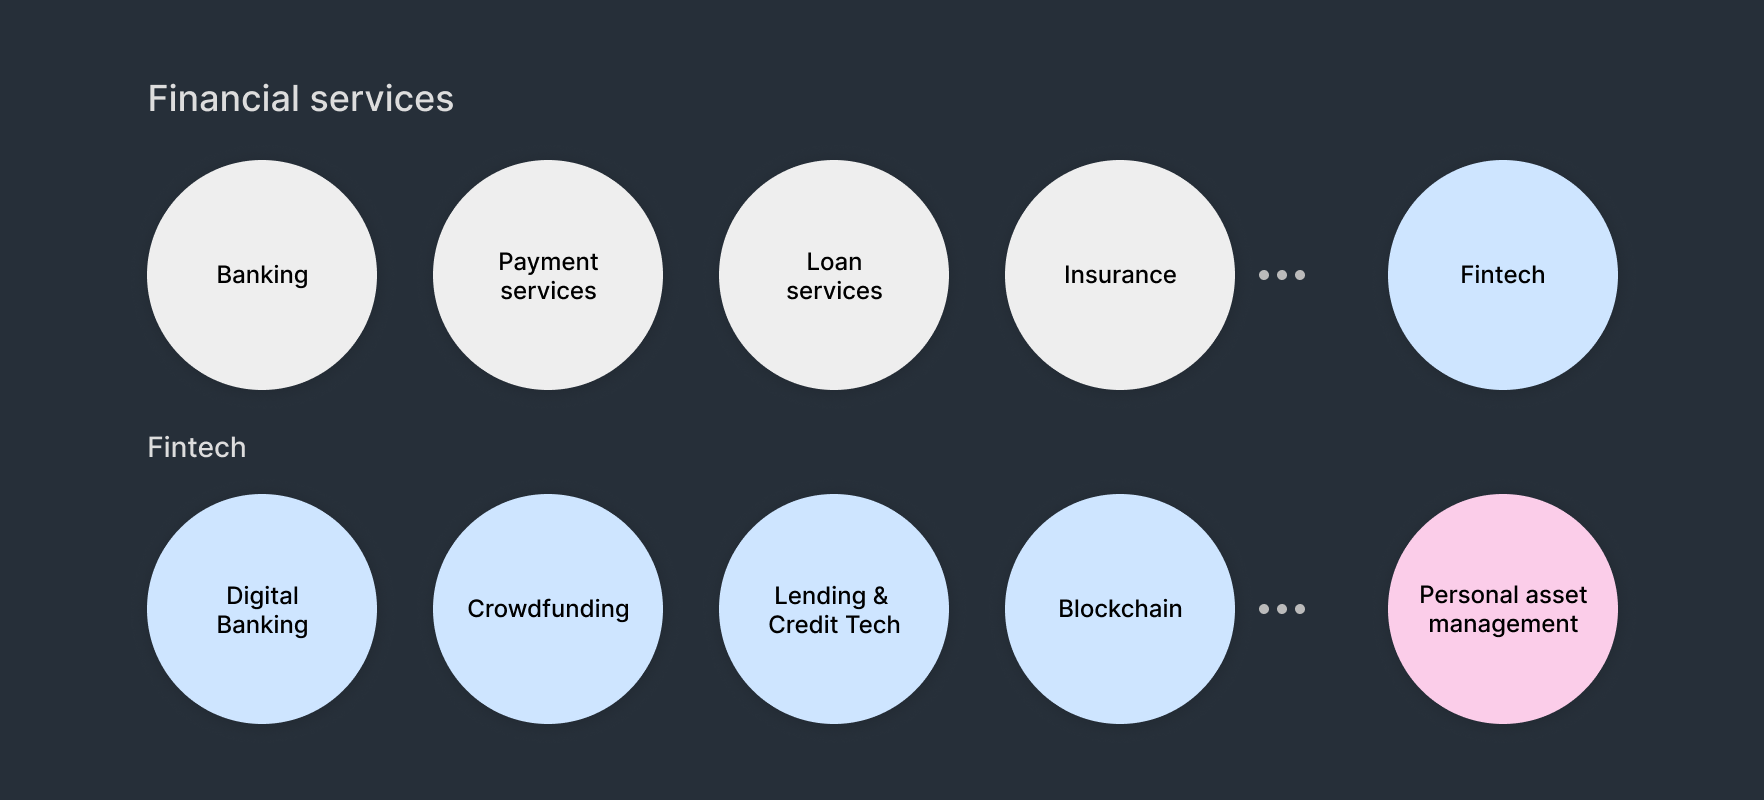 Financial services
Banking
Payment
services
Loan
services
Insurance
Fintech
Fintech
Digital
Banking
Crowdfunding
Lending &
Credit Tech
Blockchain
Personal asset
management